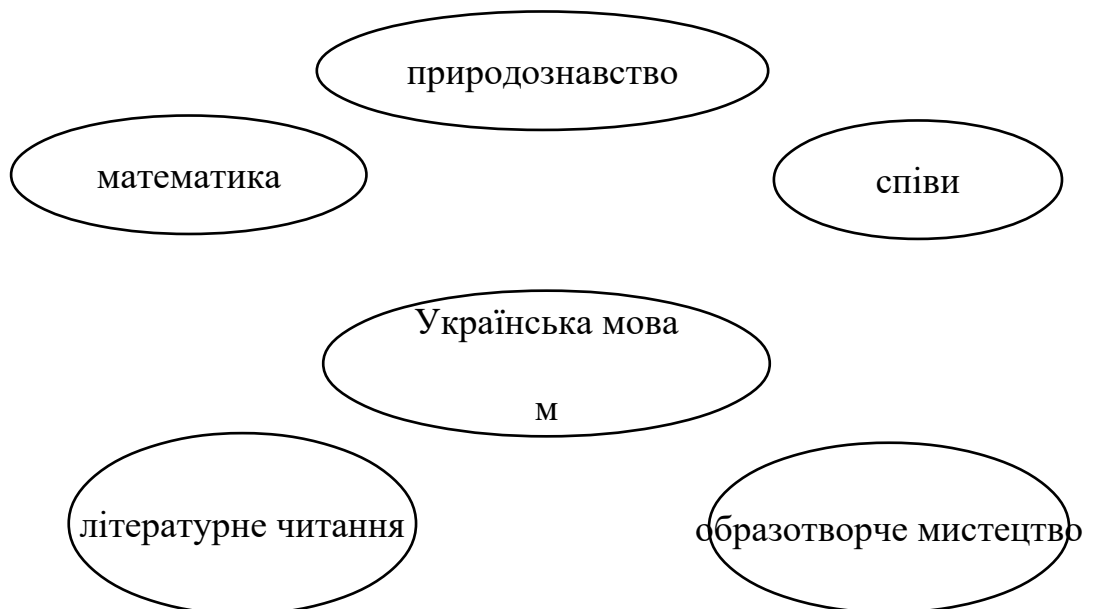 природознавство
математика
співи
Українська мова
м
літературне читання
образотворче мистецтво